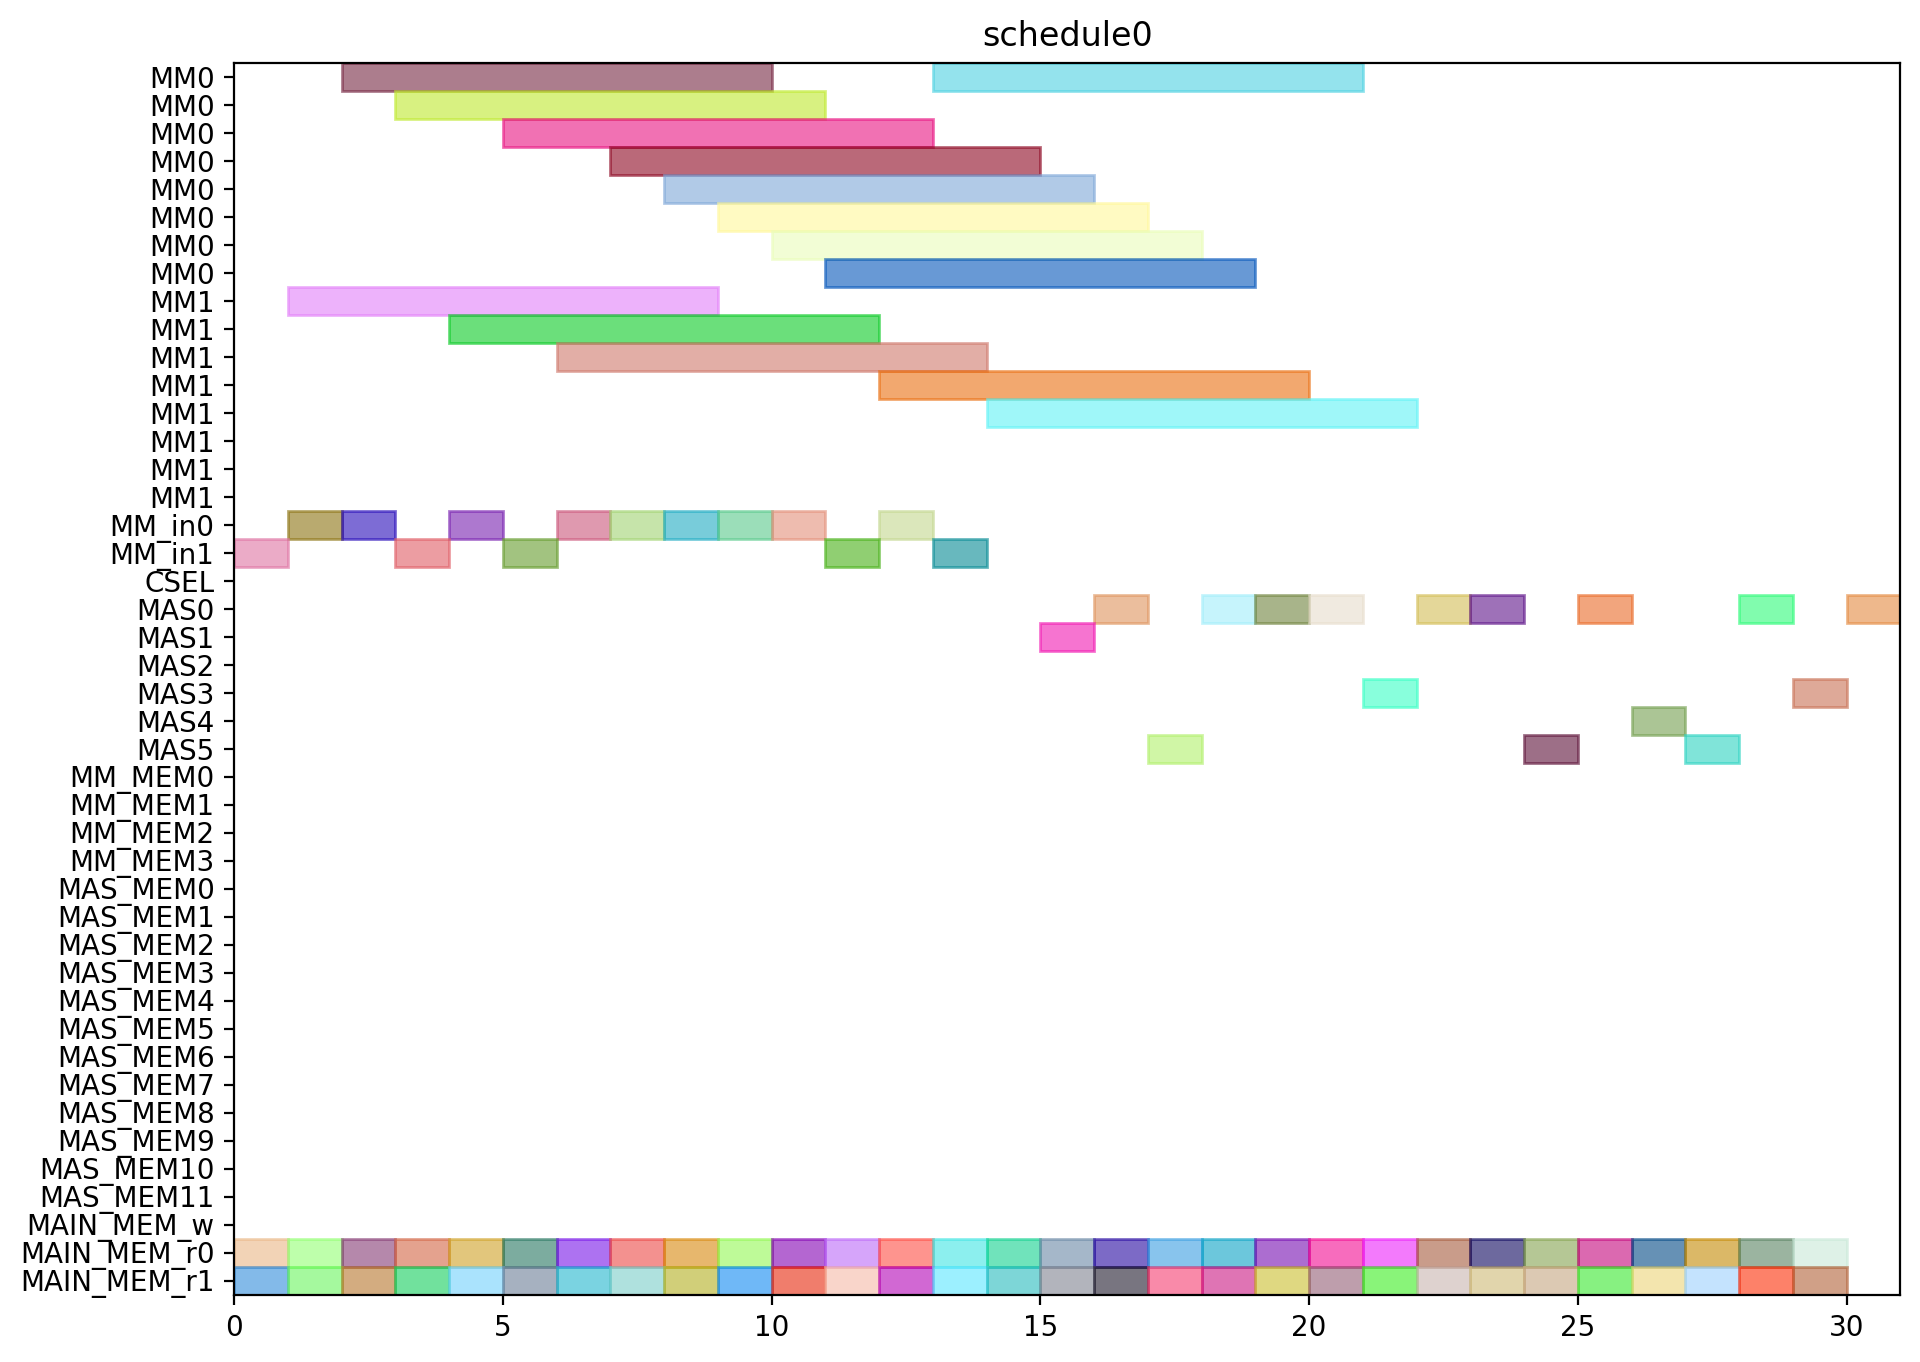 schedule0
MM0
MM0
MM0
MM0
MM0
MM0
MM0
MM0
MM1
MM1
MM1
MM1
MM1
MM1
MM1
MM1
MM_in0
MM_in1
CSEL
MAS0
MAS1
MAS2
MAS3
MAS4
MAS5
MM_MEM0
MM_MEM1
MM_MEM2
MM_MEM3
MAS_MEM0
MAS_MEM1
MAS_MEM2
MAS_MEM3
MAS_MEM4
MAS_MEM5
MAS_MEM6
MAS_MEM7
MAS_MEM8
MAS_MEM9
MAS_MEM10
MAS_MEM11
MAIN_MEM_w
MAIN_MEM_r0
MAIN_MEM_r1
0 5 10 15 20 25 30